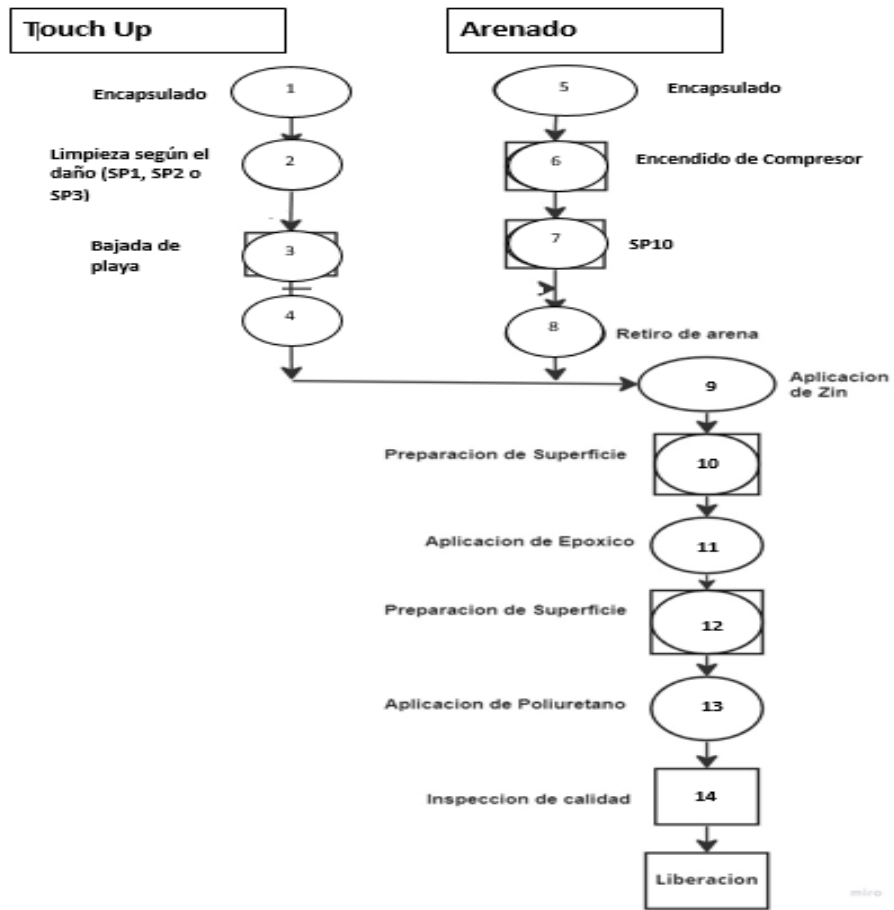 Touch Up
Arenado
Encapsulado
1
5
Encapsulado
Limpieza según el
daño (SP1, SP2 o
SP3)
2
6
Encendido de Compresor
Bajada de
playa
3
7
SP10
4
8
Retiro de arena
9
Aplicacion
de Zin
Preparacion de Superficie
10
Aplicacion de Epoxico
11
Preparacion de Superficie
12
Aplicacion de Poliuretano
13
Inspeccion de calidad
14
Liberacion
miro